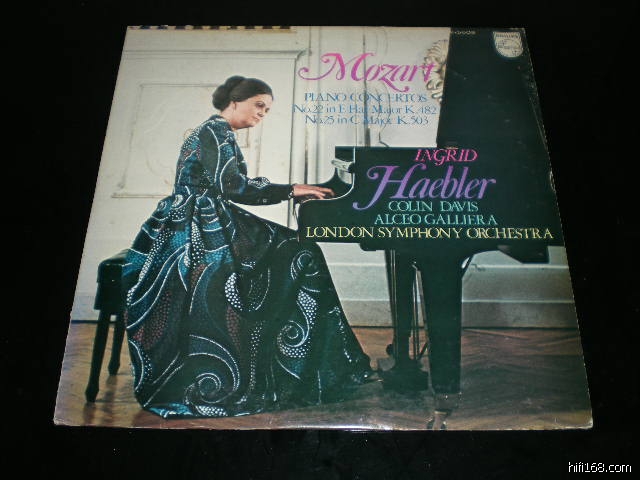 PHILIPS
Mozart
PIANO CONCERTOS
No.22 in E Flat Major K.482
No.25 in C Major K.503
INGRID
Haebler
COLIN DAVIS
ALCEO GALLIERA
LONDON SYMPHONY ORCHESTRA
hifi168.com